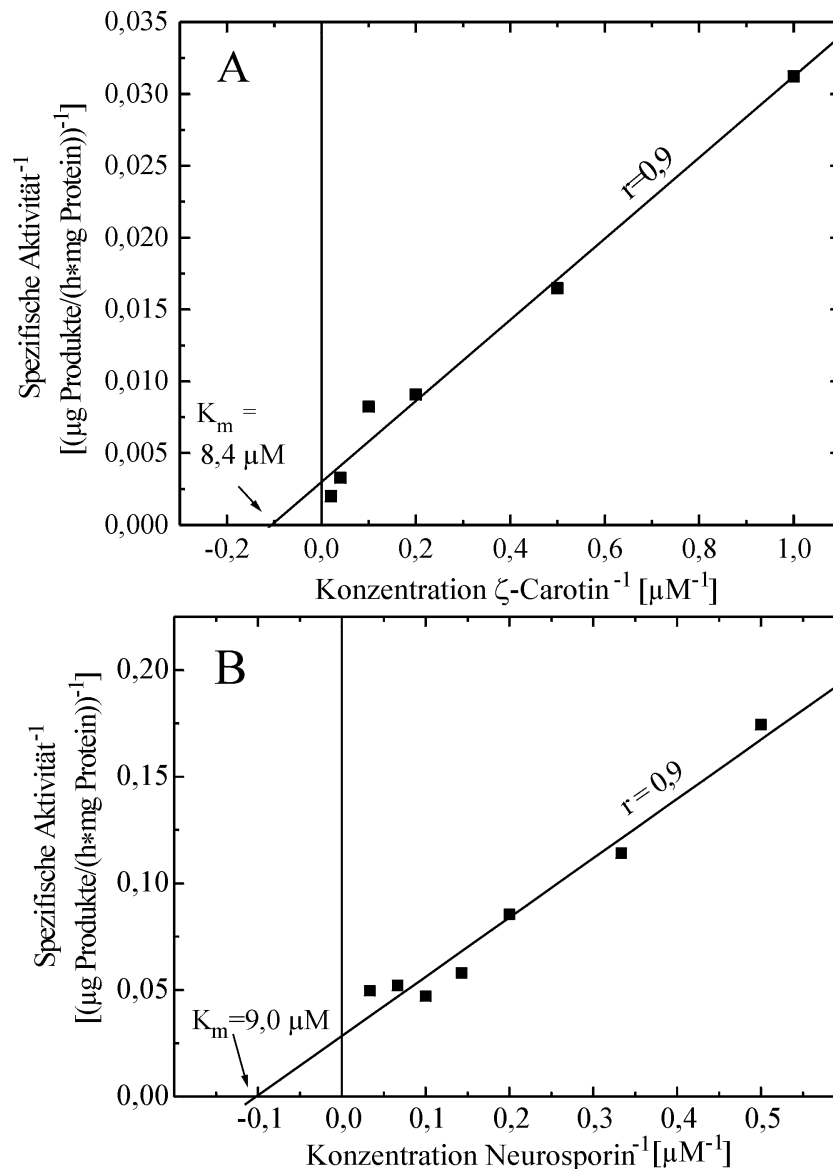 A
0,035
0,030
0,025
0,020
0,015
0,010
0,005
0,000
Spezifische Aktivität⁻¹
[(µg Produkte/(h*mg Protein))⁻¹]
r=0,9
Kₘ =
8,4 µM
-0,2 0,0 0,2 0,4 0,6 0,8 1,0
Konzentration ζ-Carotin⁻¹ [µM⁻¹]
B
0,20
0,15
0,10
0,05
0,00
Spezifische Aktivität⁻¹
[(µg Produkte/(h*mg Protein))⁻¹]
r = 0,9
Kₘ=9,0 µM
-0,1 0,0 0,1 0,2 0,3 0,4 0,5
Konzentration Neurosporin⁻¹[µM⁻¹]